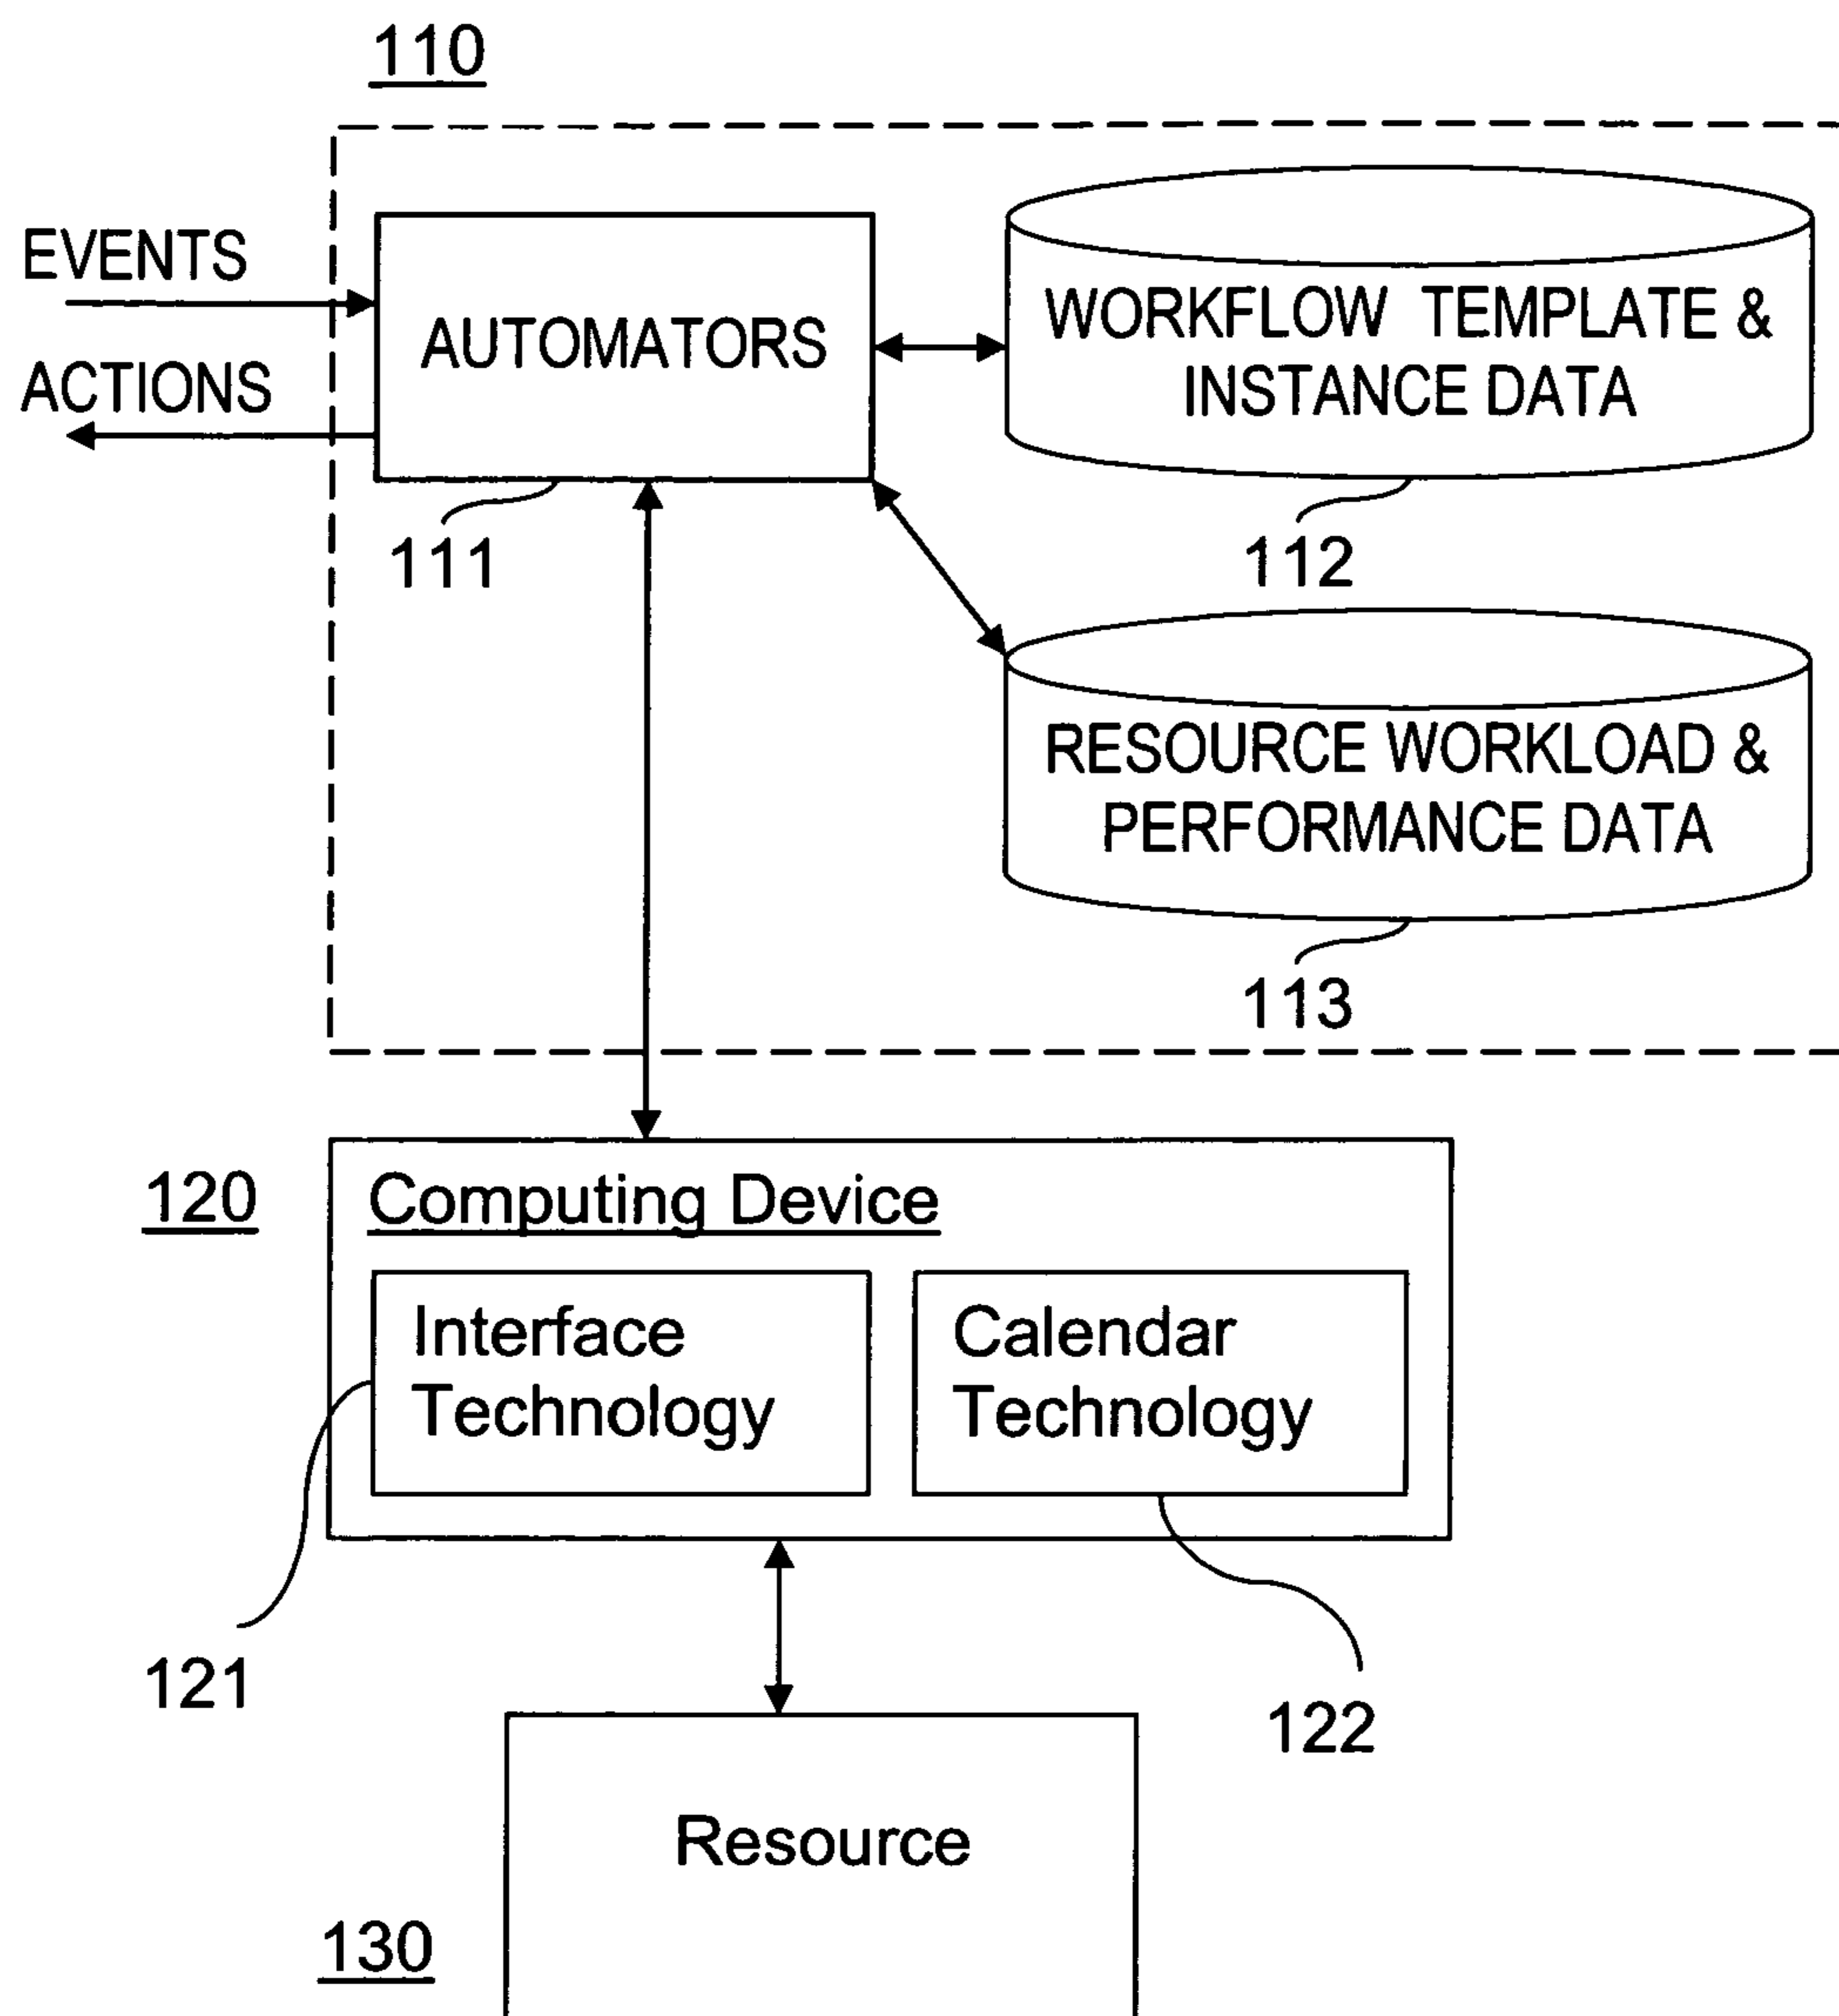 110
EVENTS
ACTIONS
AUTOMATORS
WORKFLOW TEMPLATE &
INSTANCE DATA
111
112
RESOURCE WORKLOAD &
PERFORMANCE DATA
113
120
Computing Device
Interface
Technology
Calendar
Technology
121
122
Resource
130